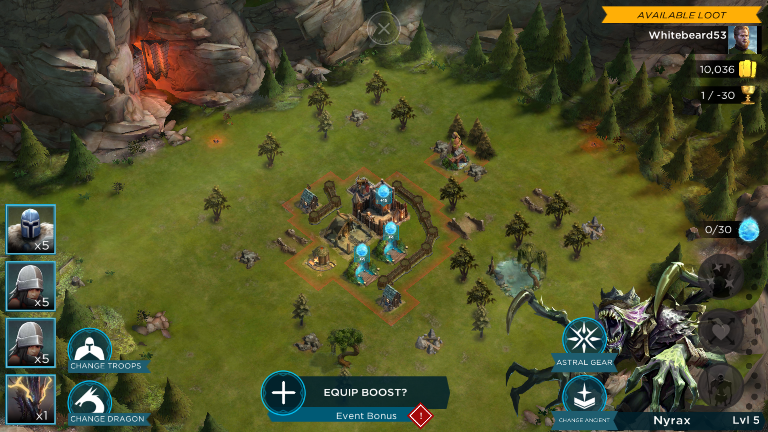 AVAILABLE LOOT
Whitebeard53
10,036
1 / -30
0/30
x5
x5
x5
x1
CHANGE TROOPS
CHANGE DRAGON
EQUIP BOOST?
Event Bonus
ASTRAL GEAR
CHANGE ANCIENT
Nyrax
Lvl 5